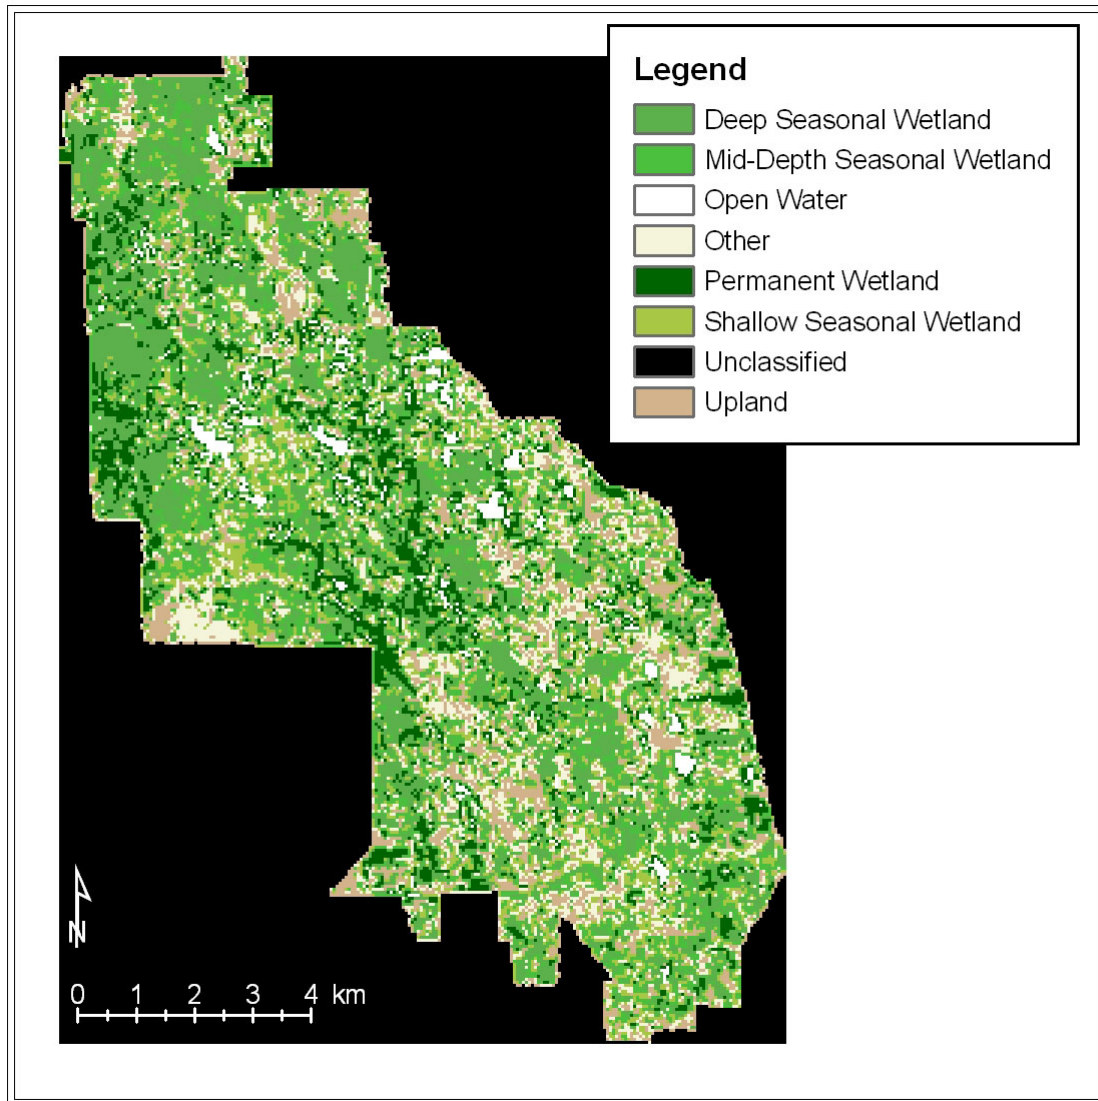 Legend
Deep Seasonal Wetland
Mid-Depth Seasonal Wetland
Open Water
Other
Permanent Wetland
Shallow Seasonal Wetland
Unclassified
Upland
N
0 1 2 3 4 km